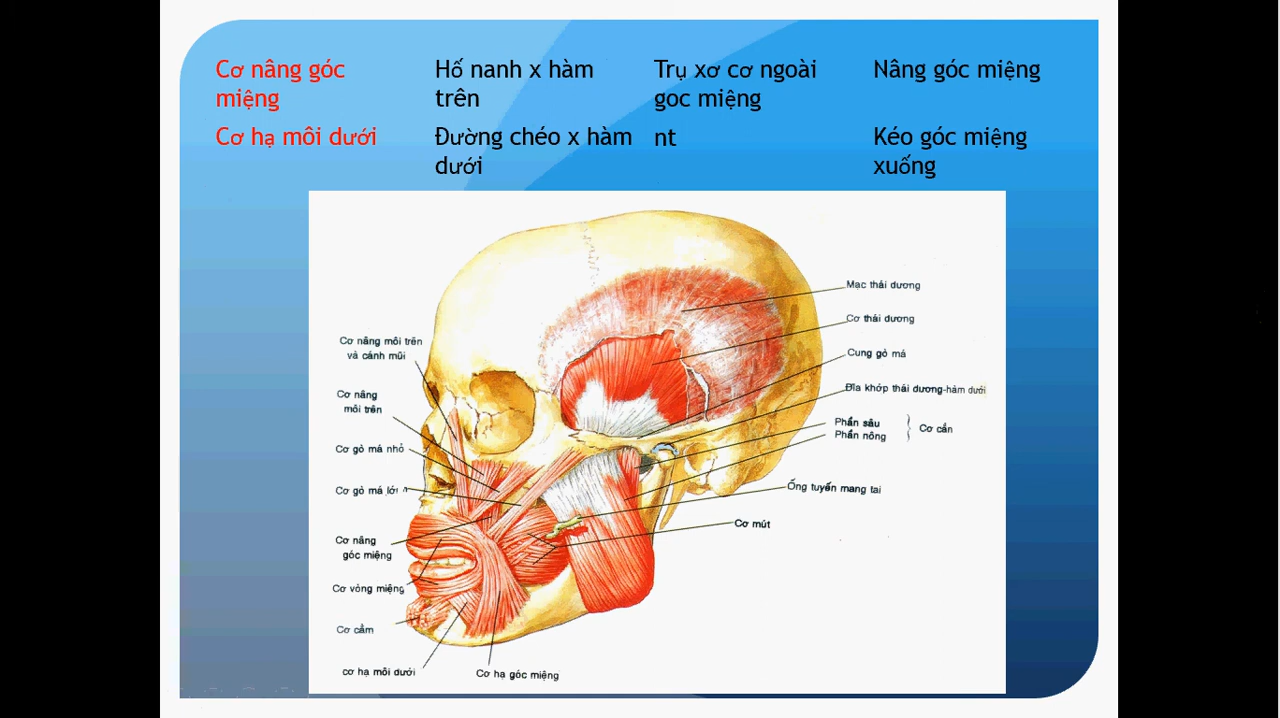 Cơ nâng góc miệng
Hố nanh x hàm trên
Trụ xơ cơ ngoài goc miệng
Nâng góc miệng
Cơ hạ môi dưới
Đường chéo x hàm dưới
nt
Kéo góc miệng xuống
Cơ nâng môi trên
và cánh mũi
Cơ nâng
môi trên
Cơ gò má nhỏ
Cơ gò má lớn
Cơ nâng
góc miệng
Cơ vòng miệng
Cơ cằm
cơ hạ môi dưới
Cơ hạ góc miệng
Mạc thái dương
Cơ thái dương
Cung gò má
Đĩa khớp thái dương-hàm dưới
Phần sâu
Phần nông
Cơ cắn
Ống tuyến mang tai
Cơ mút